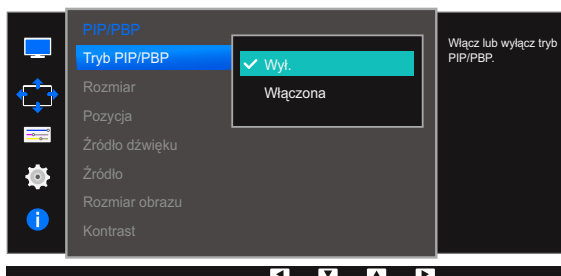 PIP/PBP
Tryb PIP/PBP
Wył.
Włączona
Rozmiar
Pozycja
Źródło dźwięku
Źródło
Rozmiar obrazu
Kontrast
Włącz lub wyłącz tryb
PIP/PBP.